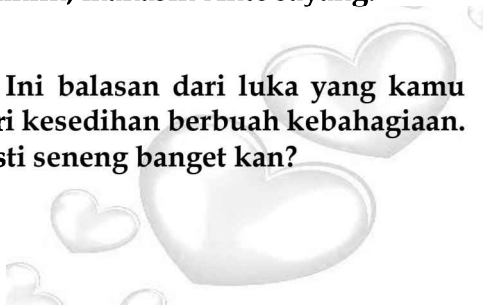 Ini balasan dari luka yang kamu
ri kesedihan berbuah kebahagiaan.
sti seneng banget kan?